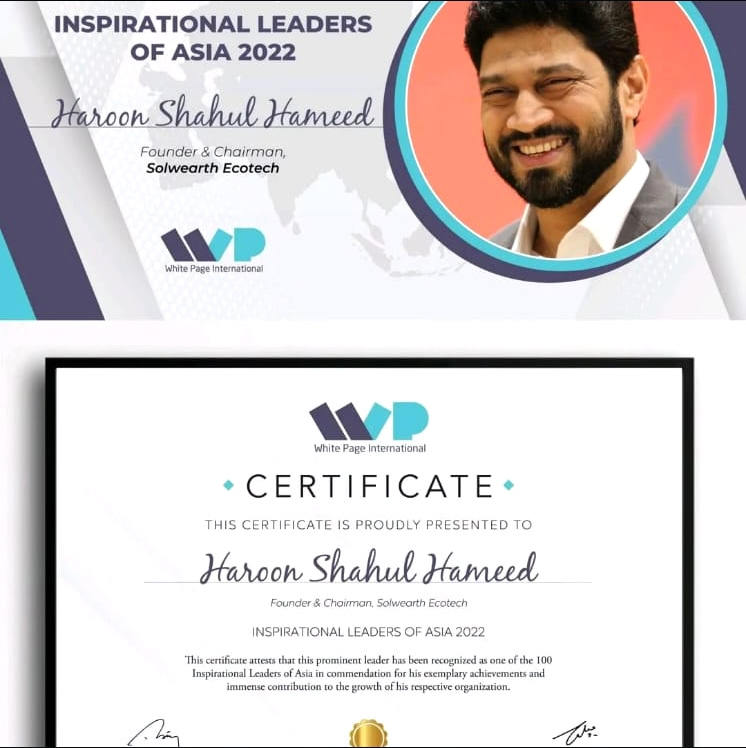 INSPIRATIONAL LEADERS
OF ASIA 2022
Haroon Shahul Hameed
Founder & Chairman,
Solwearth Ecotech
WP
White Page International
WP
White Page International
CERTIFICATE
THIS CERTIFICATE IS PROUDLY PRESENTED TO
Haroon Shahul Hameed
Founder & Chairman, Solwearth Ecotech
INSPIRATIONAL LEADERS OF ASIA 2022
This certificate attests that this prominent leader has been recognized as one of the 100
Inspirational Leaders of Asia in commendation for his exemplary achievements and
immense contribution to the growth of his respective organization.